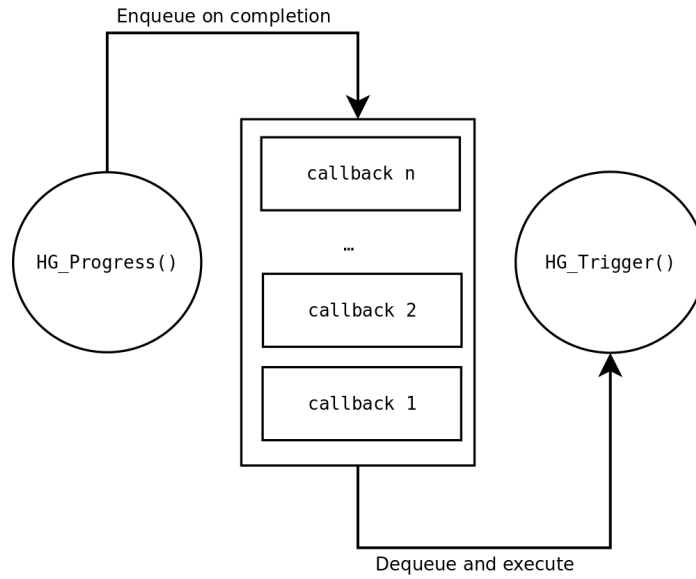 Enqueue on completion
callback n
HG_Progress()
…
HG_Trigger()
callback 2
callback 1
Dequeue and execute